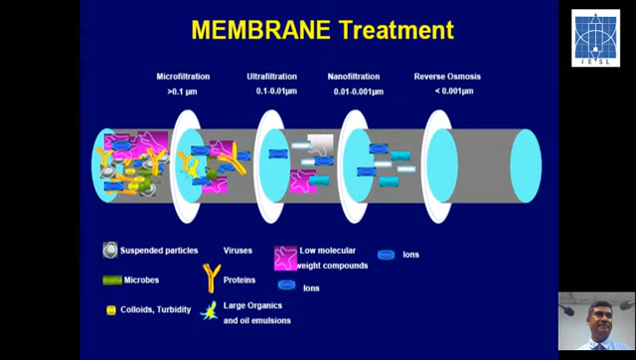 MEMBRANE Treatment
IESL
Microfiltration
>0.1 µm
Ultrafiltration
0.1-0.01µm
Nanofiltration
0.01-0.001µm
Reverse Osmosis
< 0.001µm
Suspended particles
Viruses
Low molecular
weight compounds
Ions
Microbes
Proteins
Ions
Colloids, Turbidity
Large Organics
and oil emulsions